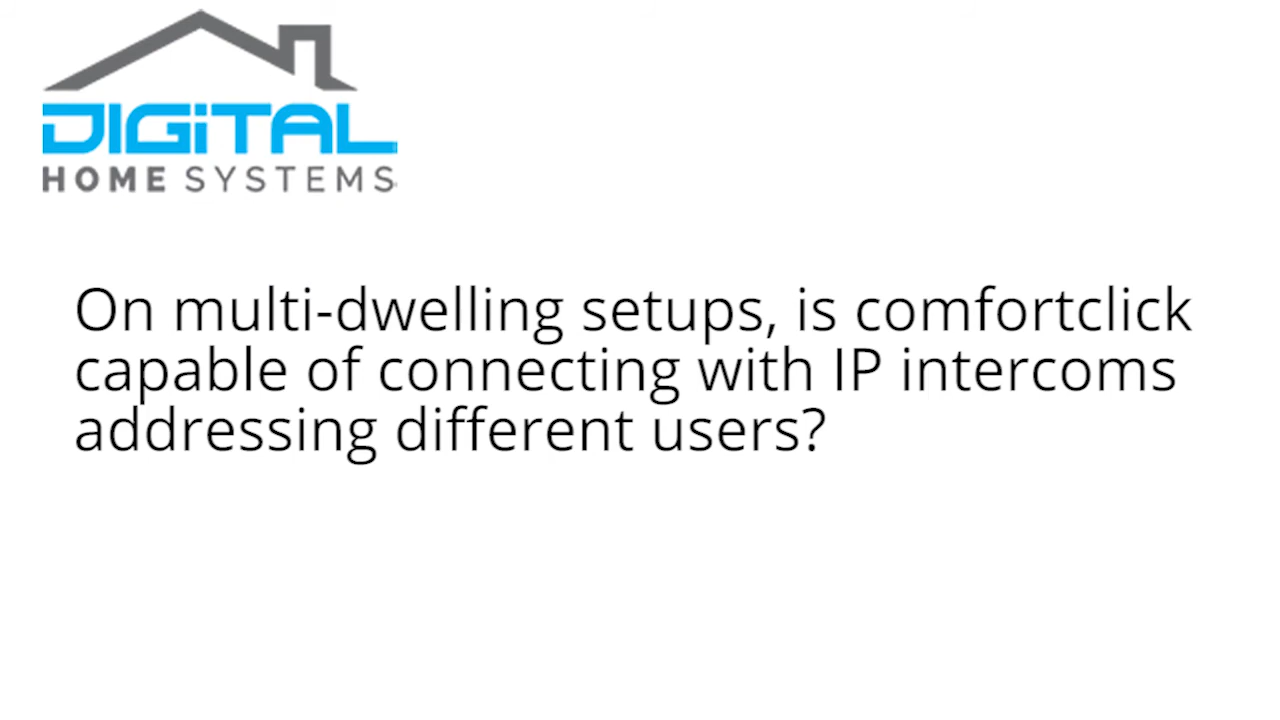 DIGITAL
HOME SYSTEMS
On multi-dwelling setups, is comfortclick
capable of connecting with IP intercoms
addressing different users?